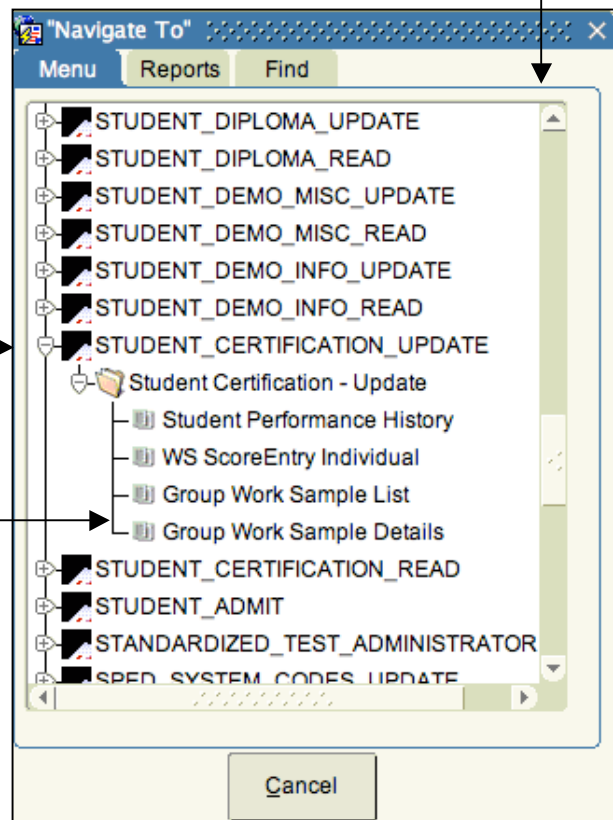 "Navigate To"
Menu Reports Find
STUDENT_DIPLOMA_UPDATE
STUDENT_DIPLOMA_READ
STUDENT_DEMO_MISC_UPDATE
STUDENT_DEMO_MISC_READ
STUDENT_DEMO_INFO_UPDATE
STUDENT_DEMO_INFO_READ
STUDENT_CERTIFICATION_UPDATE
Student Certification - Update
Student Performance History
WS ScoreEntry Individual
Group Work Sample List
Group Work Sample Details
STUDENT_CERTIFICATION_READ
STUDENT_ADMIT
STANDARDIZED_TEST_ADMINISTRATOR
SPED_SYSTEM_CODES_UPDATE
Cancel